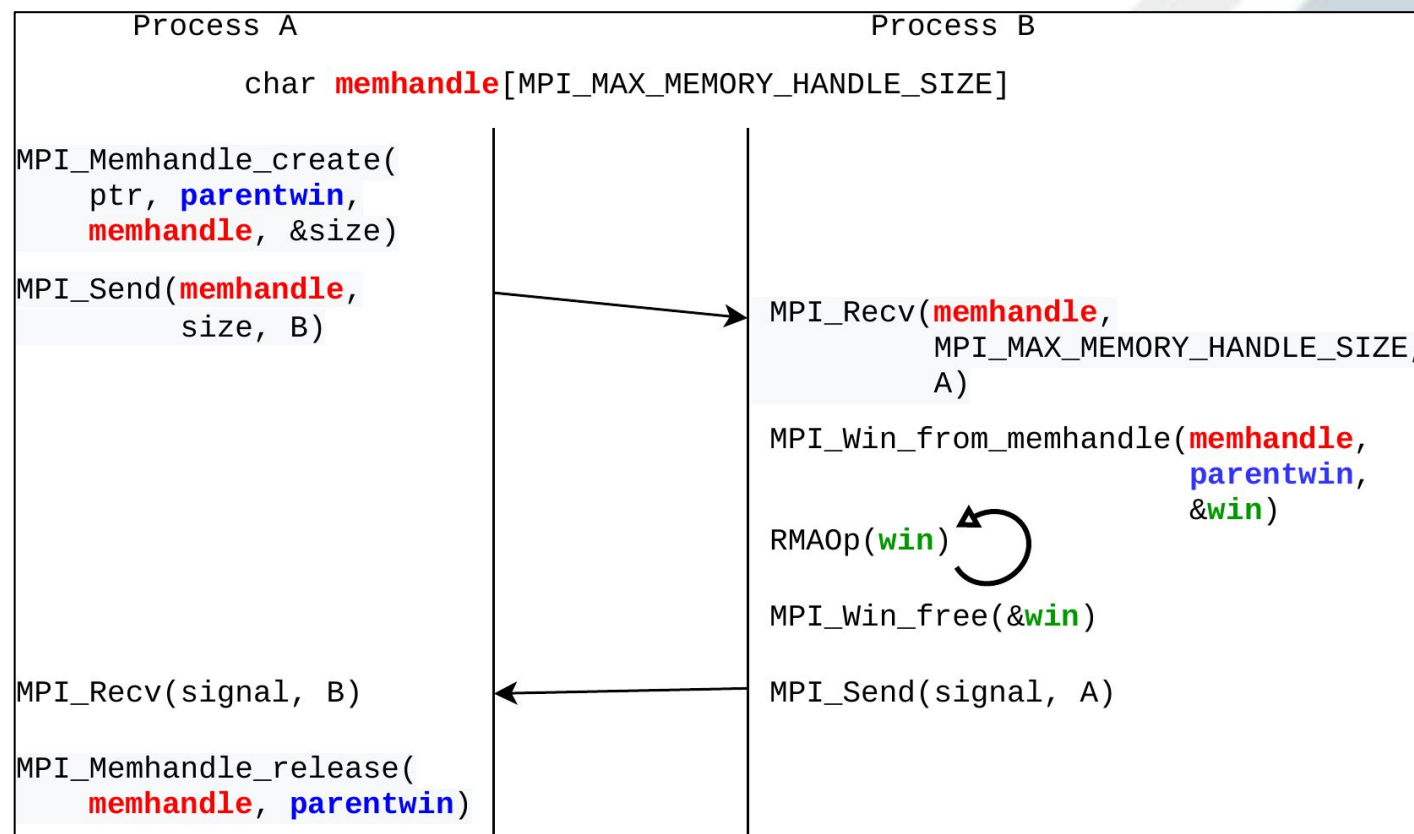 Process A
Process B
char memhandle[MPI_MAX_MEMORY_HANDLE_SIZE]
MPI_Memhandle_create(
ptr, parentwin,
memhandle, &size)
MPI_Send(memhandle,
size, B)
MPI_Recv(memhandle,
MPI_MAX_MEMORY_HANDLE_SIZE,
A)
MPI_Win_from_memhandle(memhandle,
parentwin,
&win)
RMAOp(win)
MPI_Win_free(&win)
MPI_Recv(signal, B)
MPI_Send(signal, A)
MPI_Memhandle_release(
memhandle, parentwin)